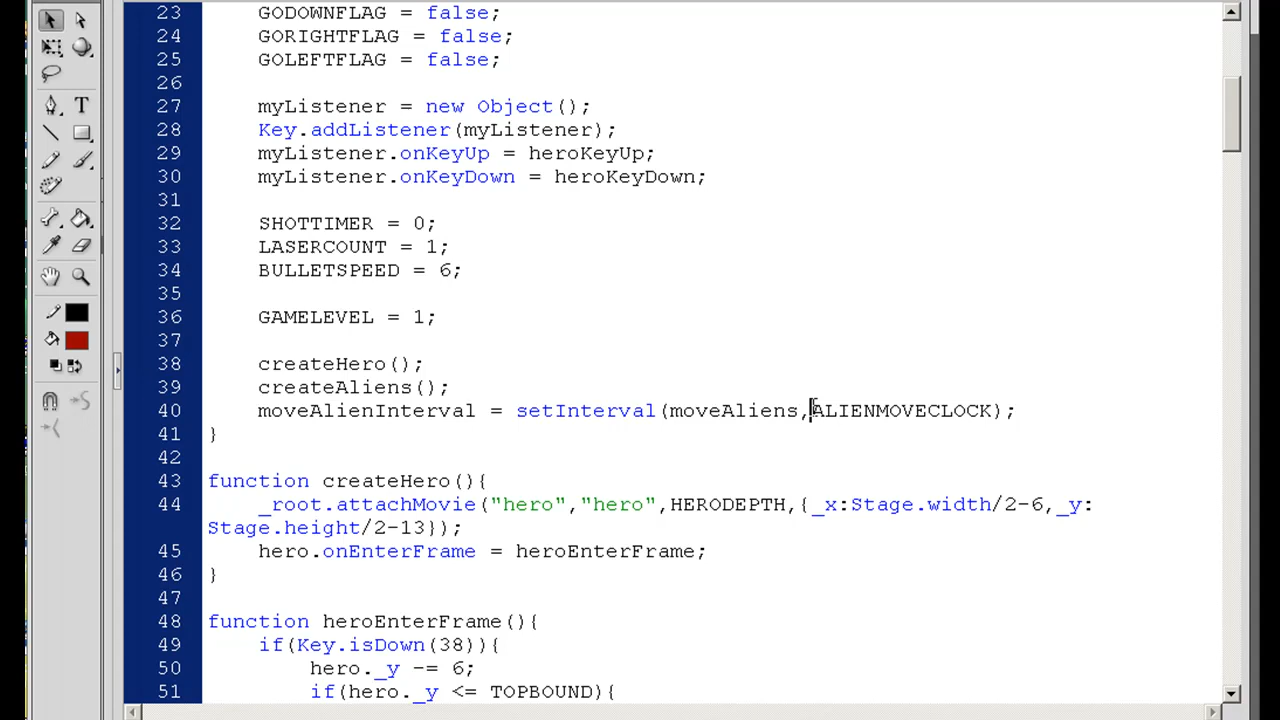 23 GODOWNFLAG = false;
24 GORIGHTFLAG = false;
25 GOLEFTFLAG = false;
26
27 myListener = new Object();
28 Key.addListener(myListener);
29 myListener.onKeyUp = heroKeyUp;
30 myListener.onKeyDown = heroKeyDown;
31
32 SHOTTIMER = 0;
33 LASERCOUNT = 1;
34 BULLETSPEED = 6;
35
36 GAMELEVEL = 1;
37
38 createHero();
39 createAliens();
40 moveAlienInterval = setInterval(moveAliens,ALIENMOVECLOCK);
41 }
42
43 function createHero(){
44 _root.attachMovie("hero","hero",HERODEPTH,{_x:Stage.width/2-6,_y:
Stage.height/2-13});
45 hero.onEnterFrame = heroEnterFrame;
46 }
47
48 function heroEnterFrame(){
49 if(Key.isDown(38)){
50 hero._y -= 6;
51 if(hero._y <= TOPBOUND){